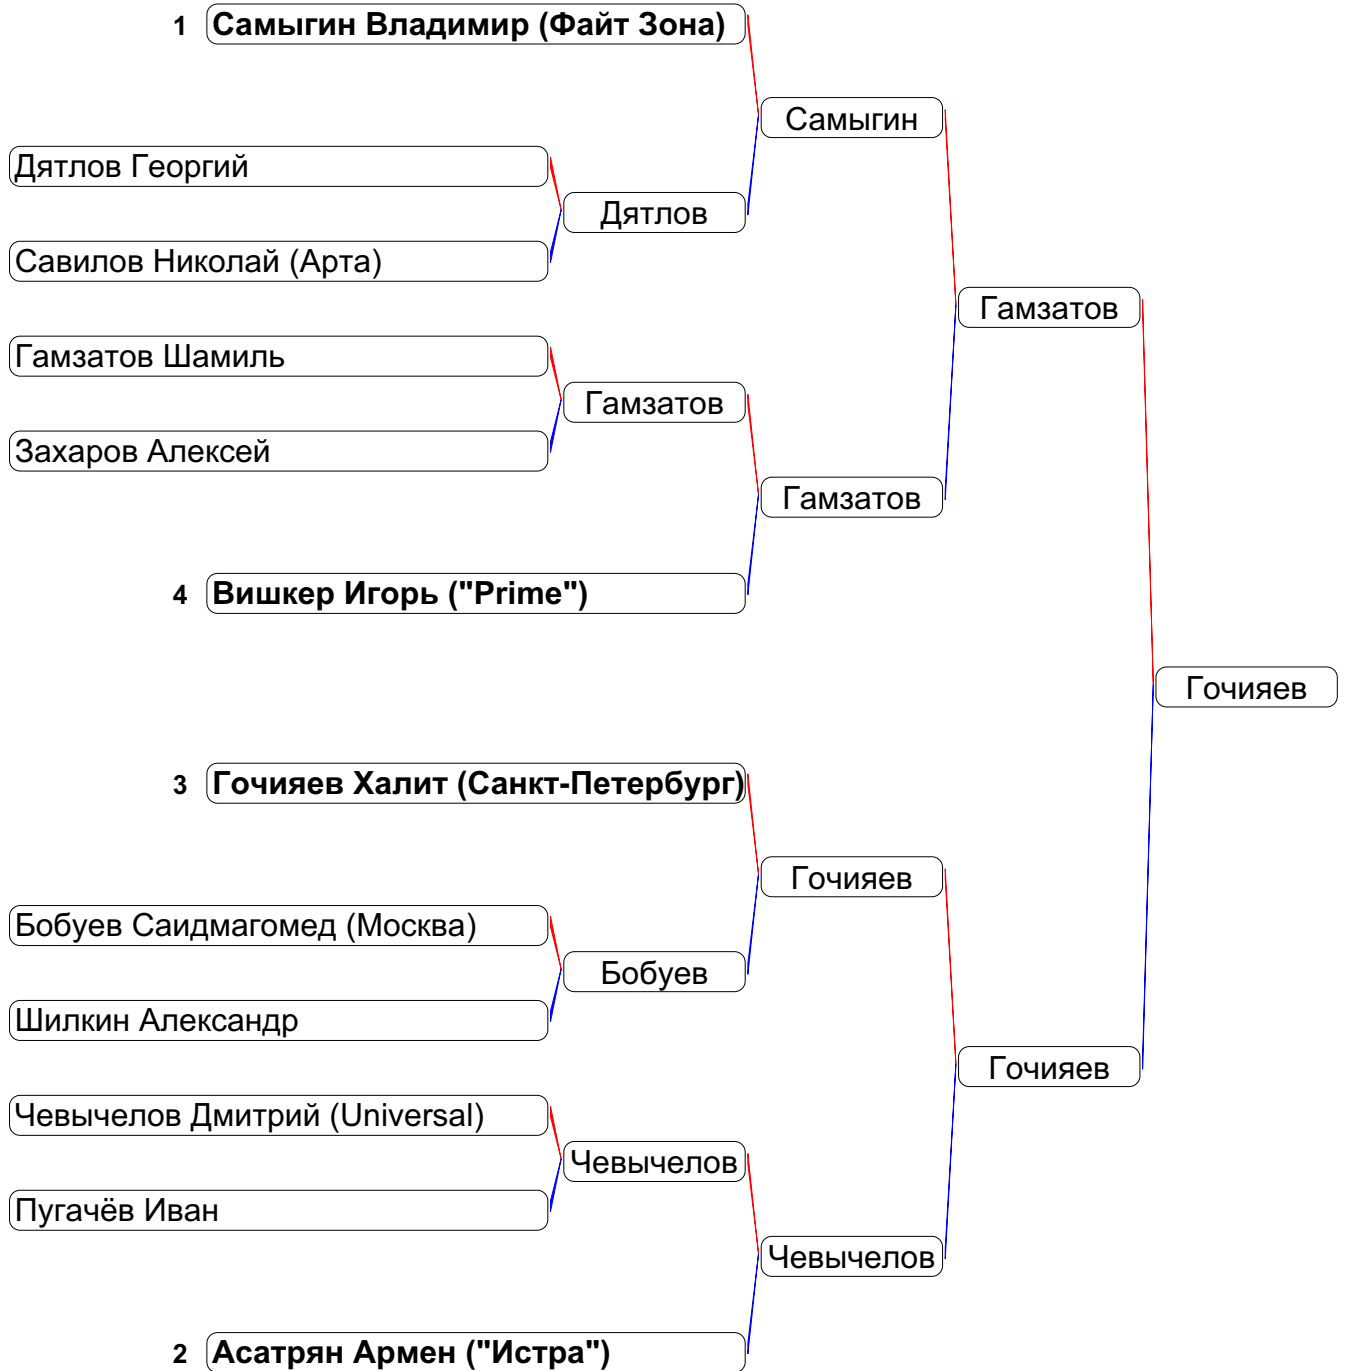 1 Самыгин Владимир (Файт Зона)
Самыгин
Дятлов Георгий
Дятлов
Савилов Николай (Арта)
Гамзатов
Гамзатов Шамиль
Гамзатов
Захаров Алексей
Гамзатов
4 Вишкер Игорь ("Prime")
Гочияев
3 Гочияев Халит (Санкт-Петербург)
Гочияев
Бобуев Саидмагомед (Москва)
Бобуев
Шилкин Александр
Гочияев
Чевычелов Дмитрий (Universal)
Чевычелов
Пугачёв Иван
Чевычелов
2 Асатрян Армен ("Истра")